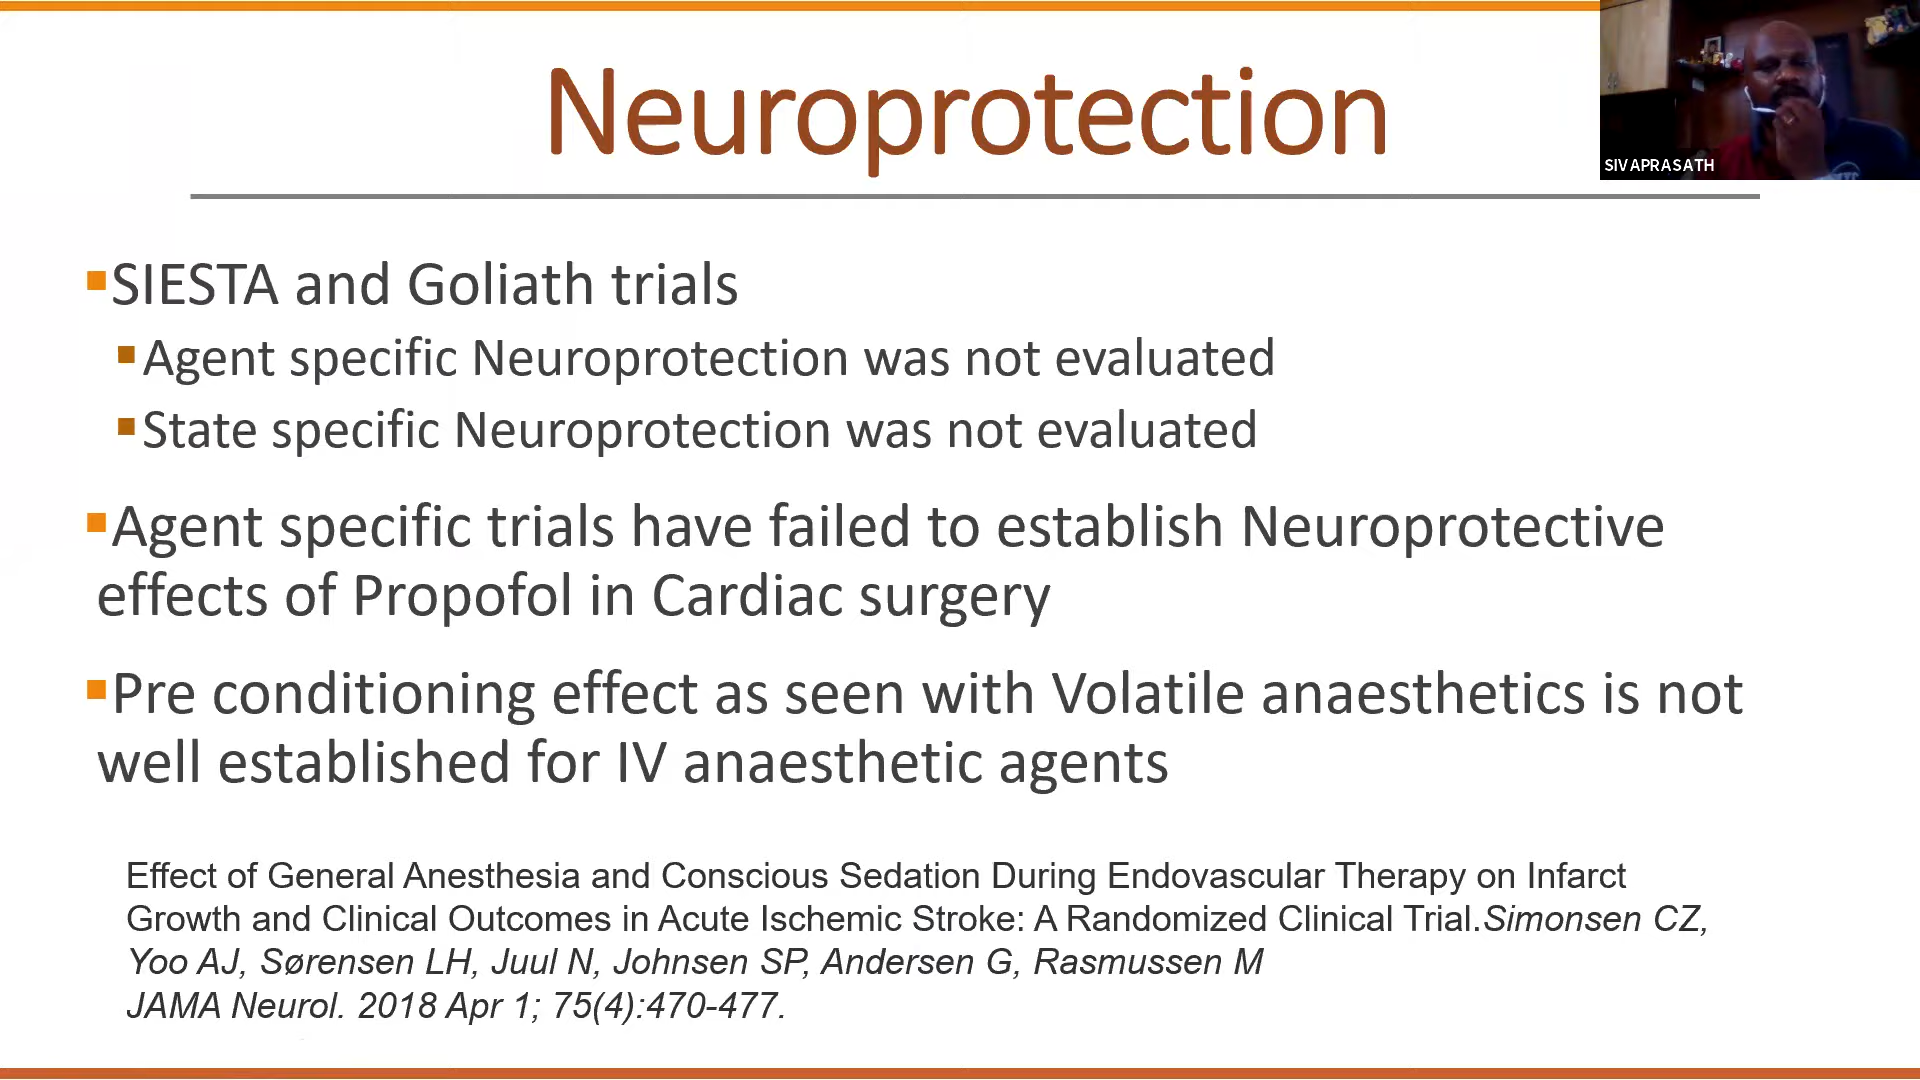 Neuroprotection
SIVAPRASATH
▪SIESTA and Goliath trials
▪Agent specific Neuroprotection was not evaluated
▪State specific Neuroprotection was not evaluated
▪Agent specific trials have failed to establish Neuroprotective
effects of Propofol in Cardiac surgery
▪Pre conditioning effect as seen with Volatile anaesthetics is not
well established for IV anaesthetic agents
Effect of General Anesthesia and Conscious Sedation During Endovascular Therapy on Infarct
Growth and Clinical Outcomes in Acute Ischemic Stroke: A Randomized Clinical Trial.Simonsen CZ,
Yoo AJ, Sørensen LH, Juul N, Johnsen SP, Andersen G, Rasmussen M
JAMA Neurol. 2018 Apr 1; 75(4):470-477.